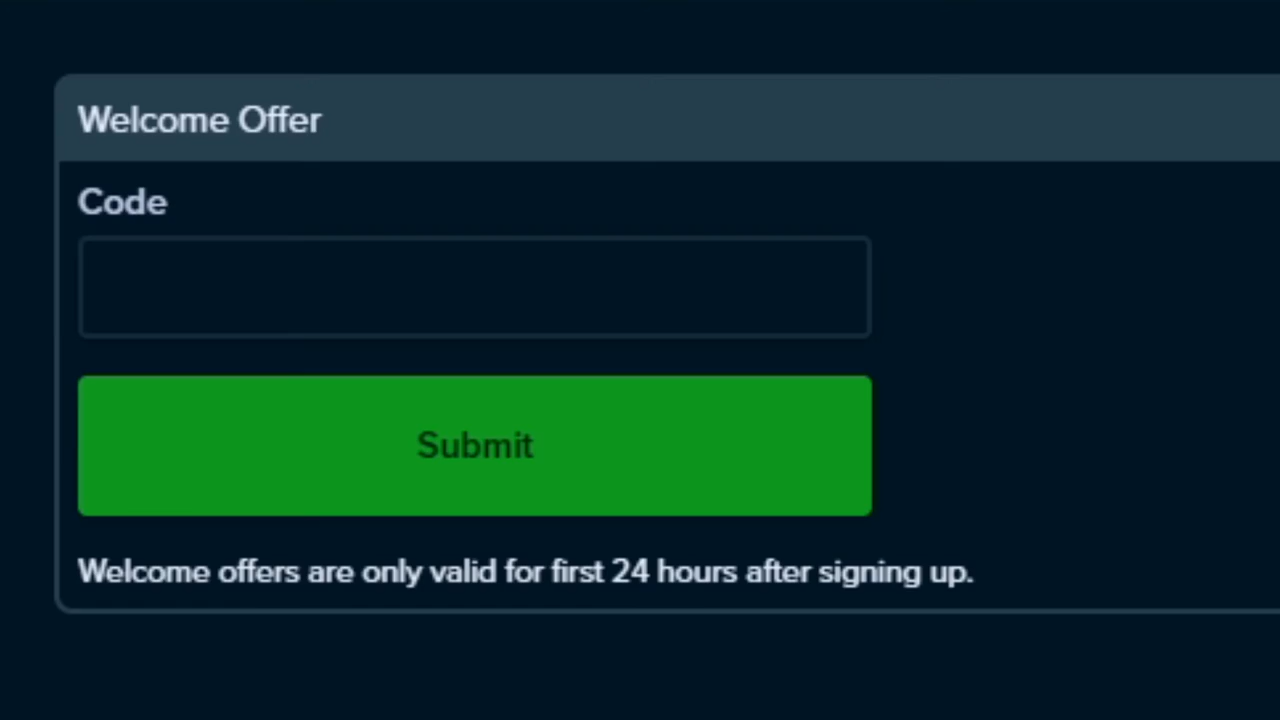 Welcome Offer
Code
Submit
Welcome offers are only valid for first 24 hours after signing up.